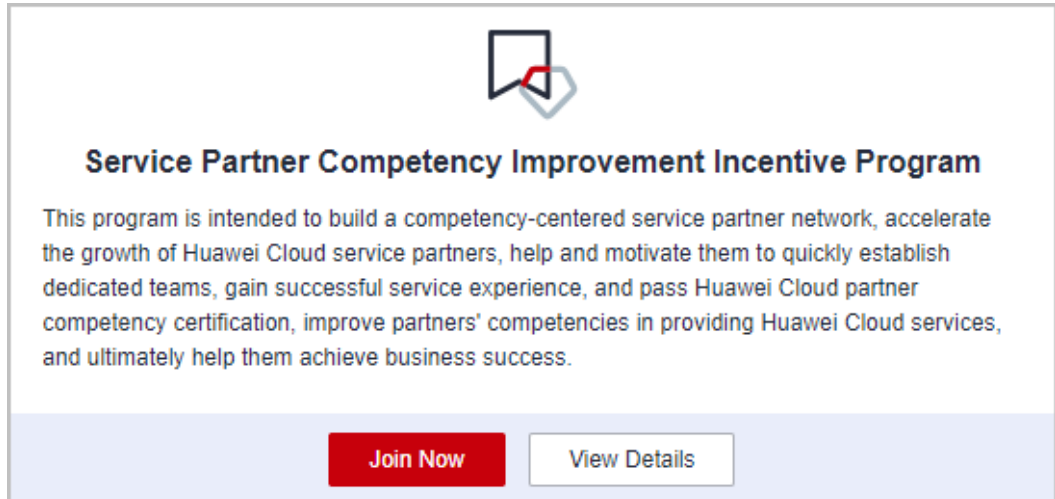 Service Partner Competency Improvement Incentive Program
This program is intended to build a competency-centered service partner network, accelerate
the growth of Huawei Cloud service partners, help and motivate them to quickly establish
dedicated teams, gain successful service experience, and pass Huawei Cloud partner
competency certification, improve partners' competencies in providing Huawei Cloud services,
and ultimately help them achieve business success.
Join Now
View Details